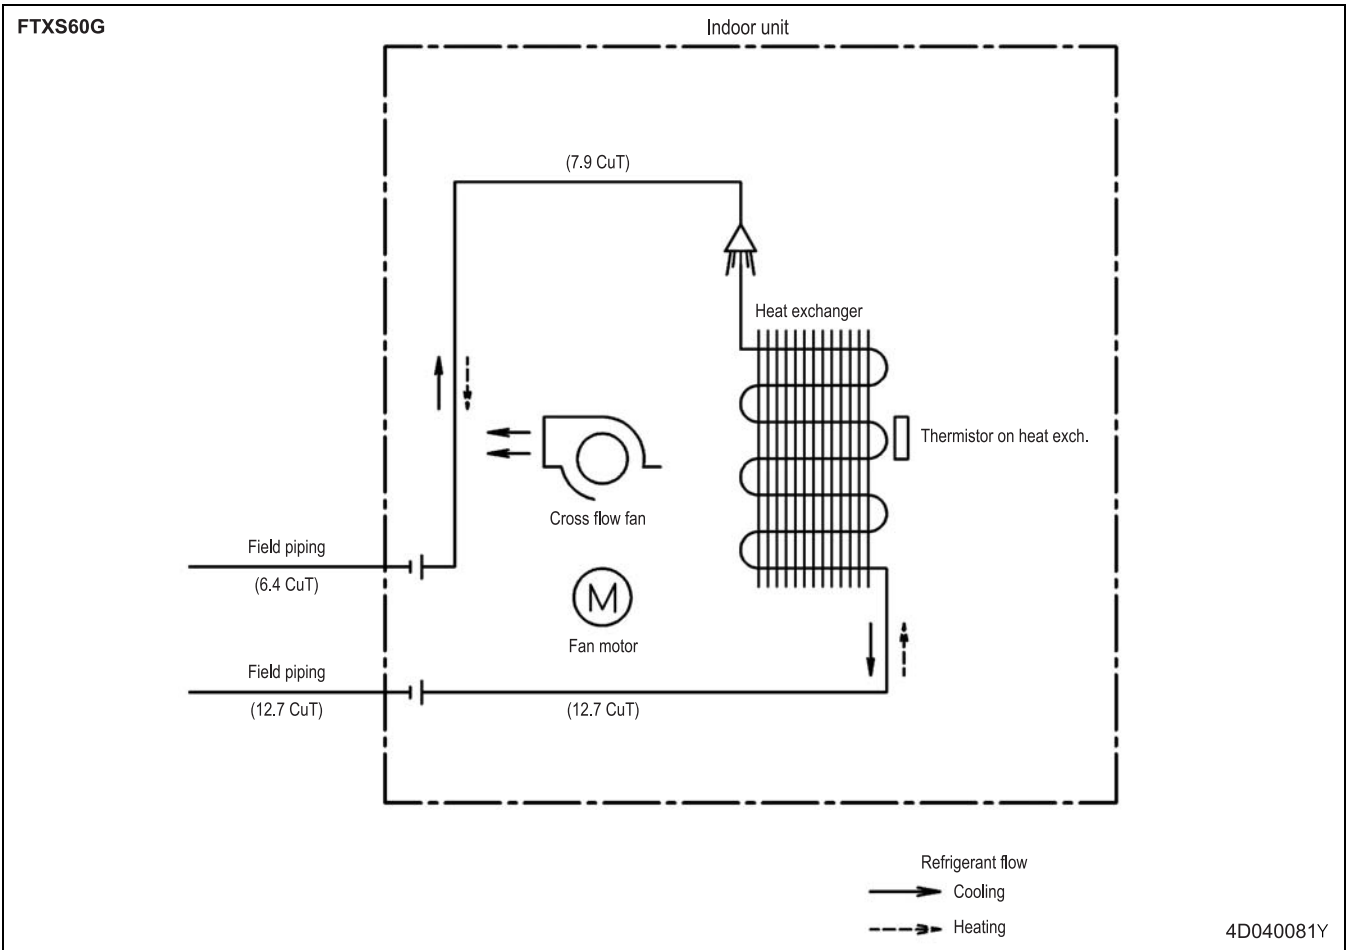 FTXS60G
Indoor unit
(7.9 CuT)
Heat exchanger
Thermistor on heat exch.
Cross flow fan
Field piping
(6.4 CuT)
M
Fan motor
Field piping
(12.7 CuT)
(12.7 CuT)
Refrigerant flow
Cooling
Heating
4D040081Y